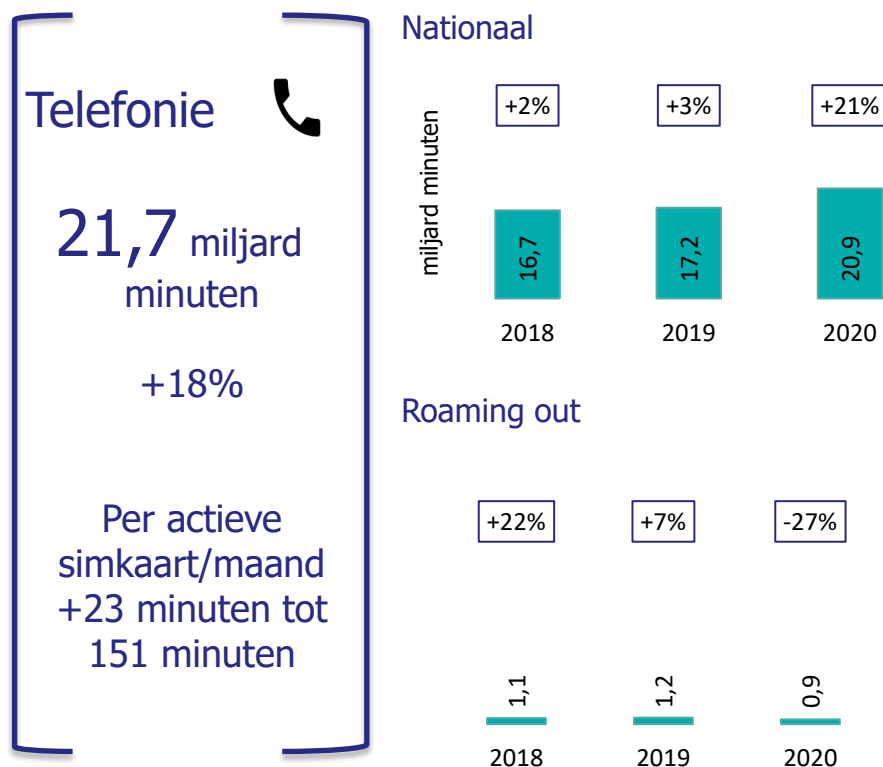 Telefonie
21,7 miljard
minuten
+18%
Per actieve
simkaart/maand
+23 minuten tot
151 minuten
Nationaal
miljard minuten
+2%
+3%
+21%
16,7
17,2
20,9
2018
2019
2020
Roaming out
+22%
+7%
-27%
1,1
1,2
0,9
2018
2019
2020